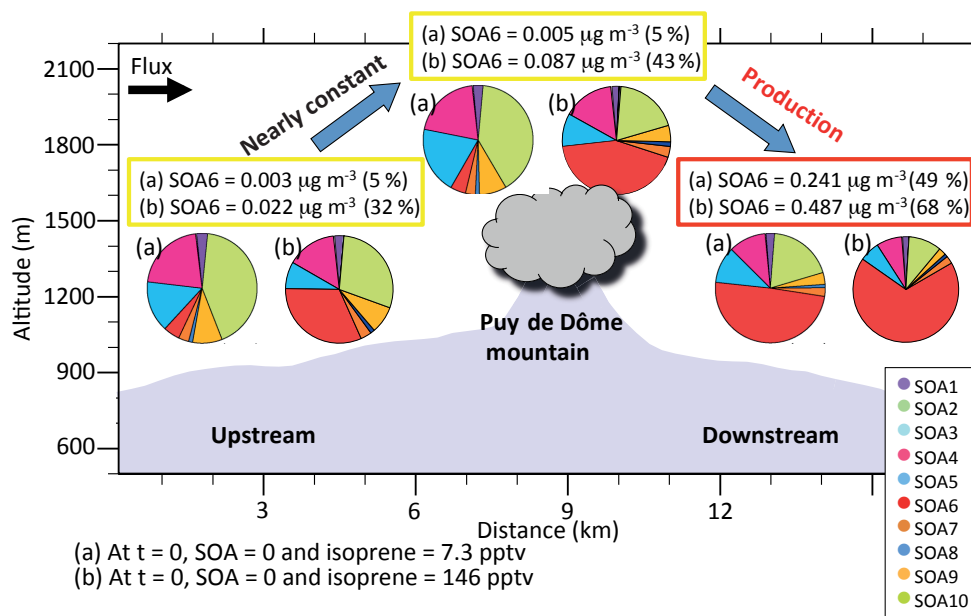 (a) SOA6 = 0.005 μg m⁻³ (5 %)
(b) SOA6 = 0.087 μg m⁻³ (43 %)
Flux
Nearly constant
Production
(a)
(b)
(a) SOA6 = 0.003 μg m⁻³ (5 %)
(b) SOA6 = 0.022 μg m⁻³ (32 %)
(a) SOA6 = 0.241 μg m⁻³ (49 %)
(b) SOA6 = 0.487 μg m⁻³ (68 %)
(a)
(b)
(a)
(b)
Puy de Dôme
mountain
Upstream
Downstream
Altitude (m)
2100
1800
1500
1200
900
600
3
6
9
12
Distance (km)
SOA1
SOA2
SOA3
SOA4
SOA5
SOA6
SOA7
SOA8
SOA9
SOA10
(a) At t = 0, SOA = 0 and isoprene = 7.3 pptv
(b) At t = 0, SOA = 0 and isoprene = 146 pptv